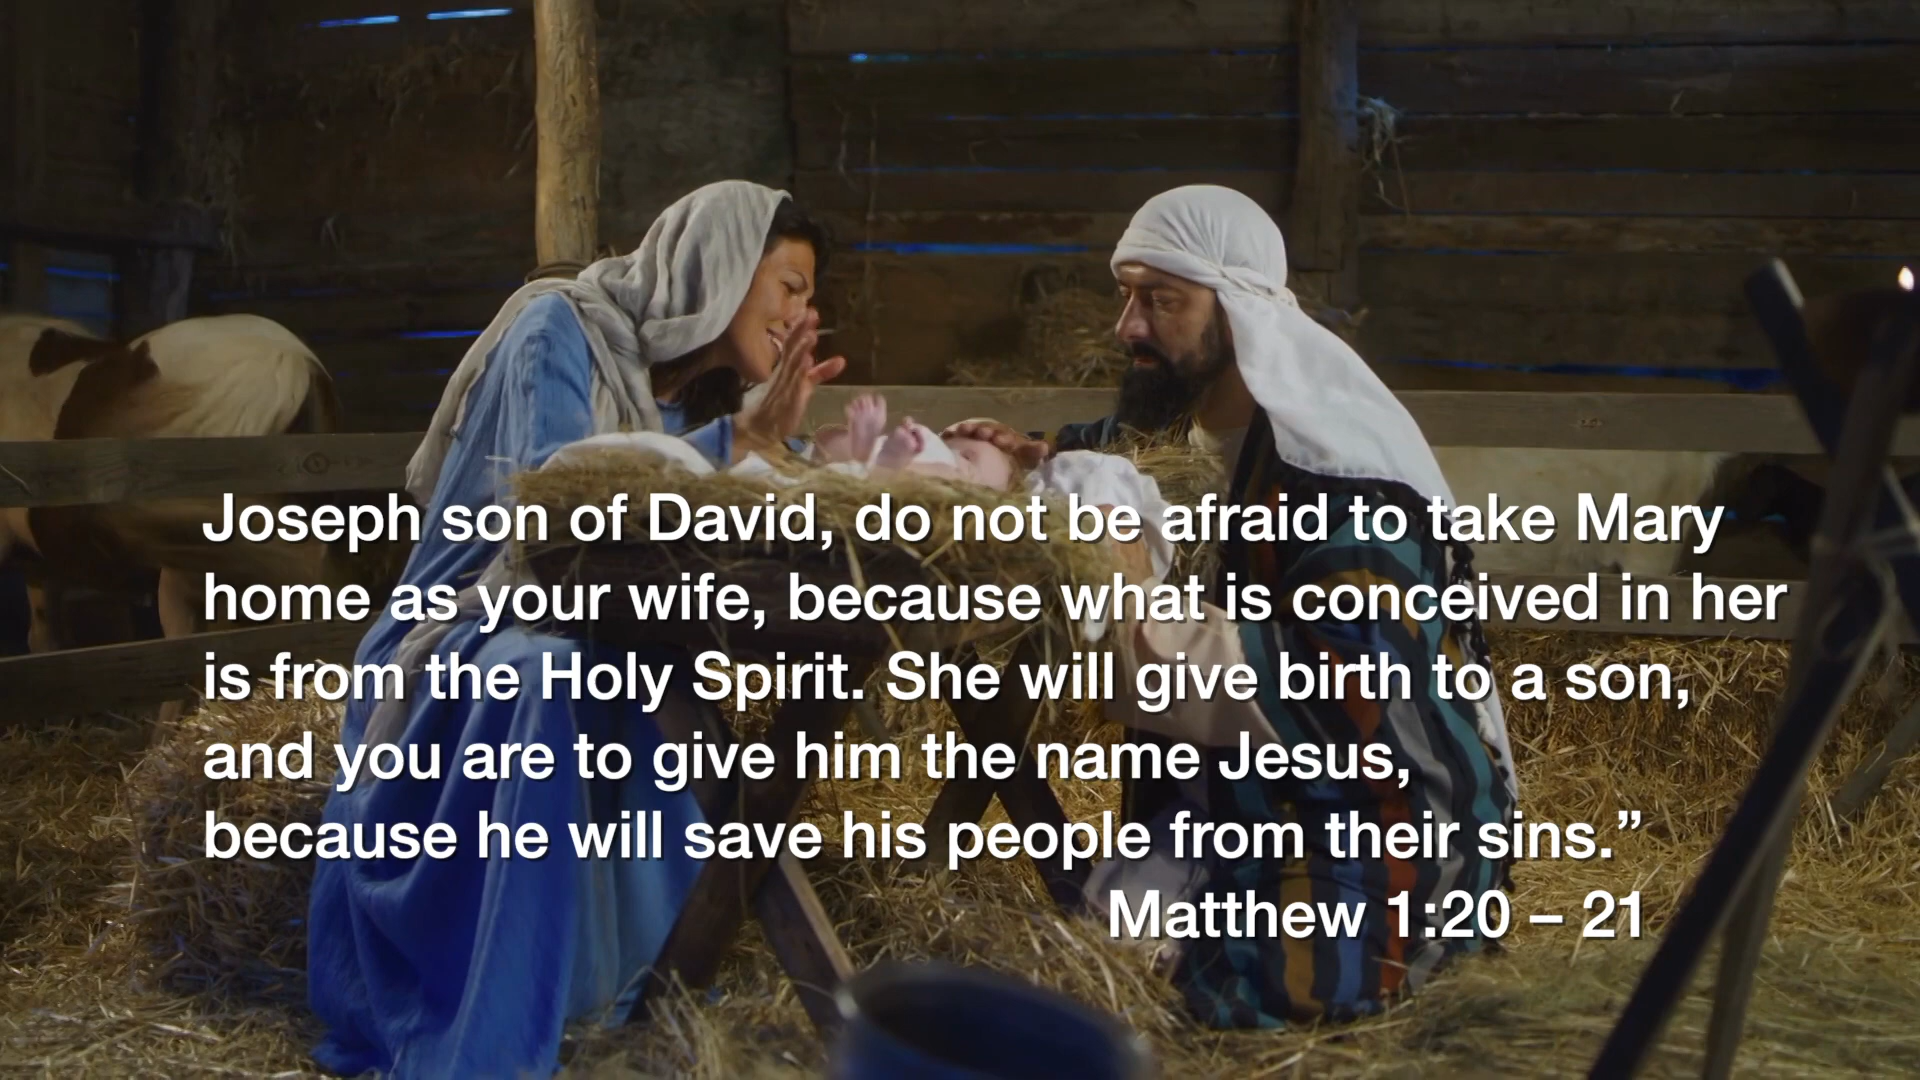 Joseph son of David, do not be afraid to take Mary
home as your wife, because what is conceived in her
is from the Holy Spirit. She will give birth to a son,
and you are to give him the name Jesus,
because he will save his people from their sins.”
Matthew 1:20 – 21